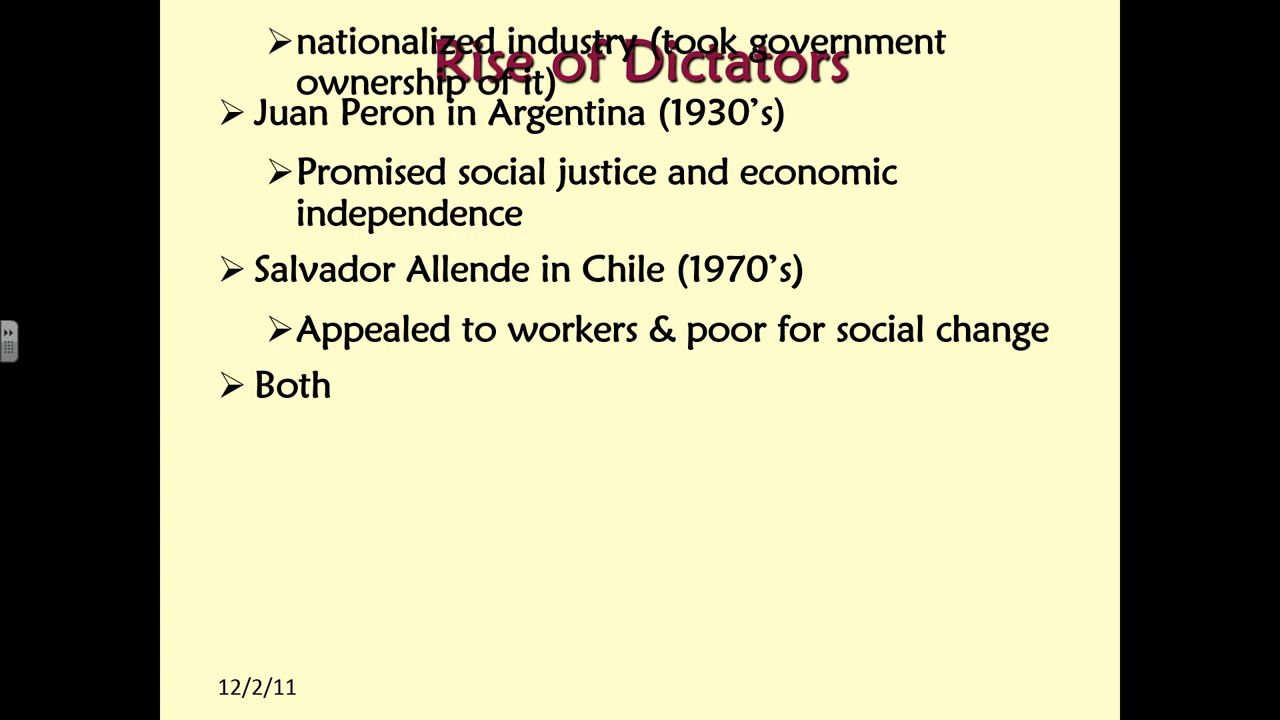 ➢nationalized industry (took government
ownership of it)
Rise of Dictators
➢ Juan Peron in Argentina (1930’s)
➢Promised social justice and economic
independence
➢ Salvador Allende in Chile (1970’s)
➢Appealed to workers & poor for social change
➢ Both
12/2/11